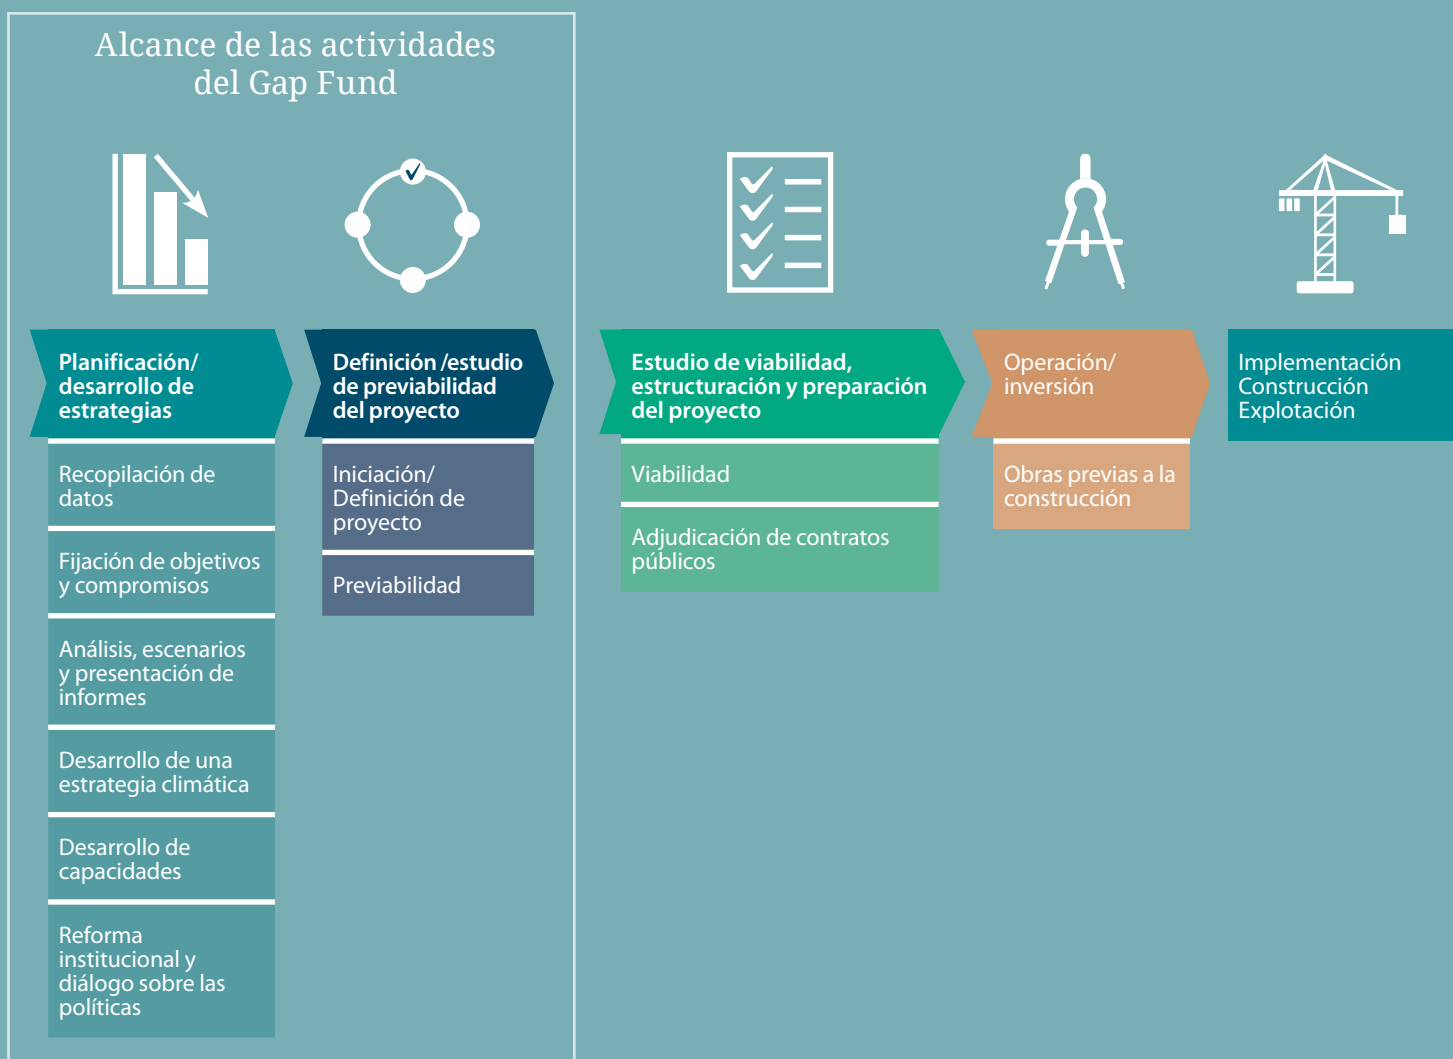 Alcance de las actividades
del Gap Fund
Planificación/
desarrollo de
estrategias
Recopilación de
datos
Fijación de objetivos
y compromisos
Análisis, escenarios
y presentación de
informes
Desarrollo de una
estrategia climática
Desarrollo de
capacidades
Reforma
institucional y
diálogo sobre las
políticas
Definición /estudio
de previabilidad
del proyecto
Iniciación/
Definición de
proyecto
Previabilidad
Estudio de viabilidad,
estructuración y preparación
del proyecto
Viabilidad
Adjudicación de contratos
públicos
Operación/
inversión
Obras previas a la
construcción
Implementación
Construcción
Explotación